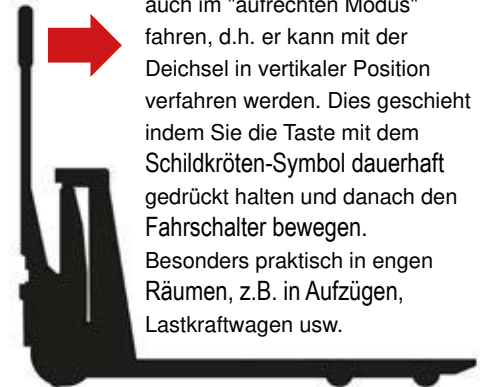 auch im "aufrechten Modus"
fahren, d.h. er kann mit der
Deichsel in vertikaler Position
verfahren werden. Dies geschieht
indem Sie die Taste mit dem
Schildkröten-Symbol dauerhaft
gedrückt halten und danach den
Fahrschalter bewegen.
Besonders praktisch in engen
Räumen, z.B. in Aufzügen,
Lastkraftwagen usw.